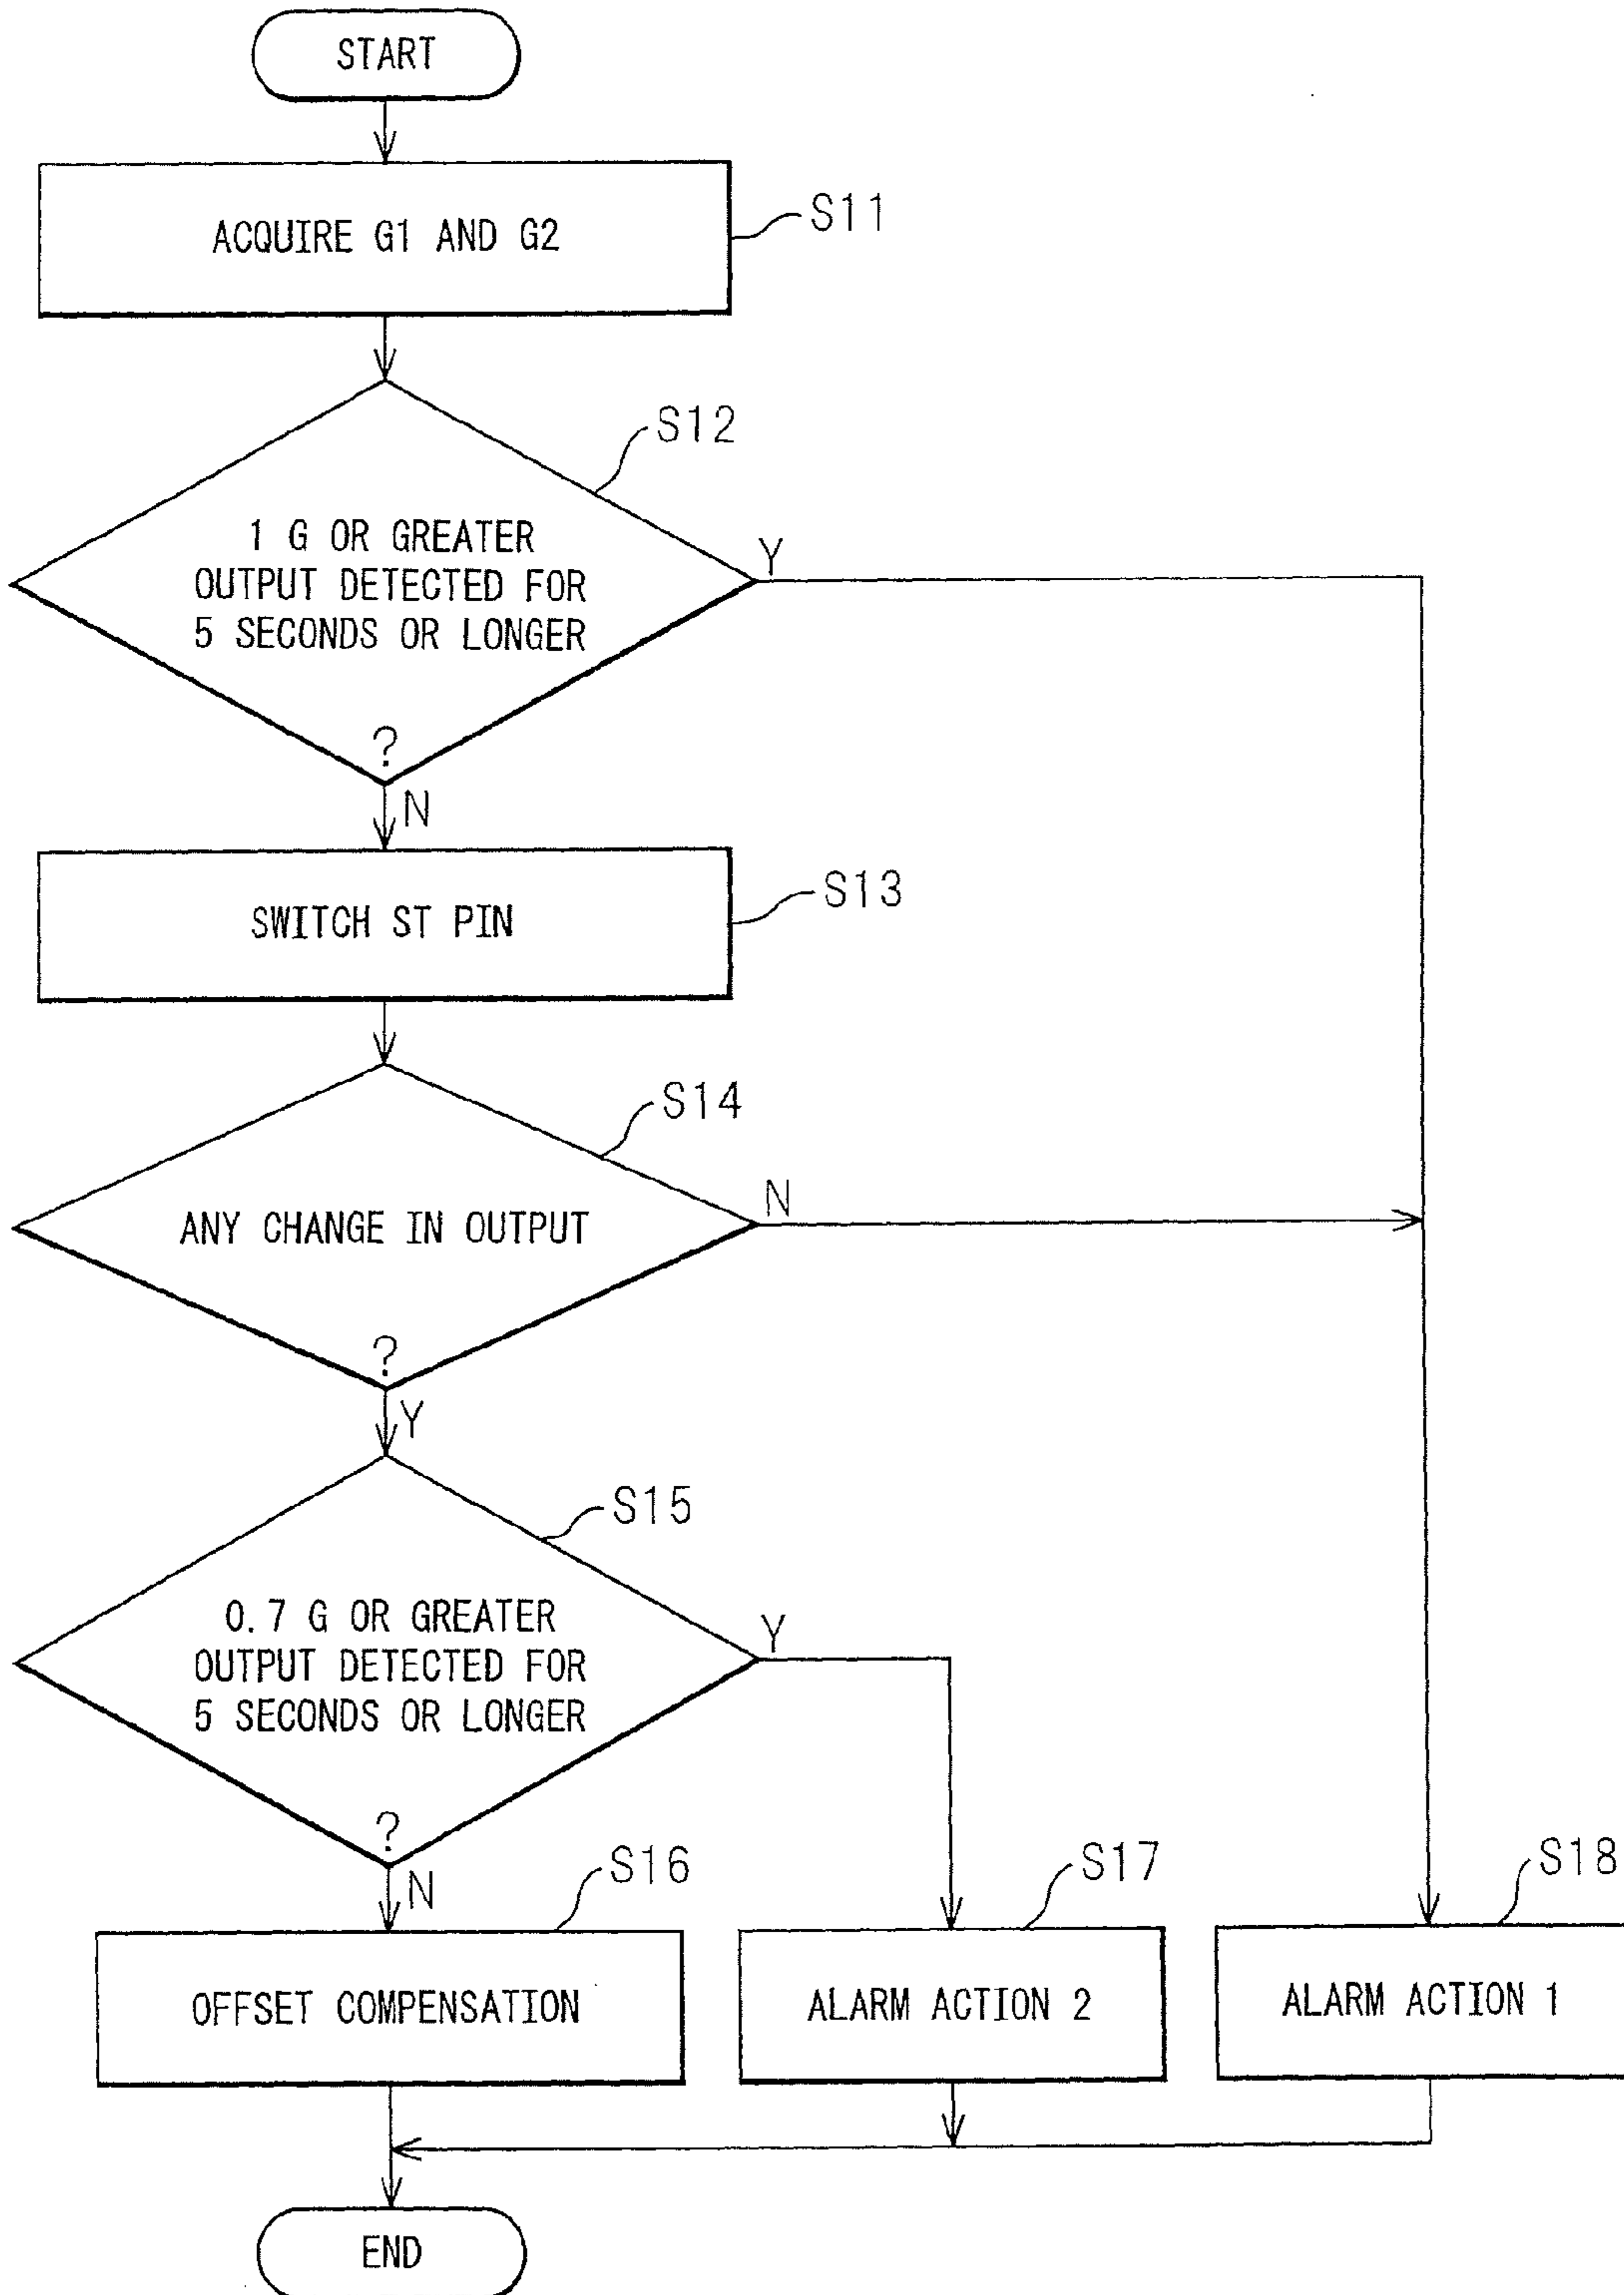 START
ACQUIRE G1 AND G2
S11
S12
1 G OR GREATER
OUTPUT DETECTED FOR
5 SECONDS OR LONGER
?
Y
N
SWITCH ST PIN
S13
S14
ANY CHANGE IN OUTPUT
?
N
Y
S15
0.7 G OR GREATER
OUTPUT DETECTED FOR
5 SECONDS OR LONGER
?
Y
N
S16
OFFSET COMPENSATION
S17
ALARM ACTION 2
S18
ALARM ACTION 1
END